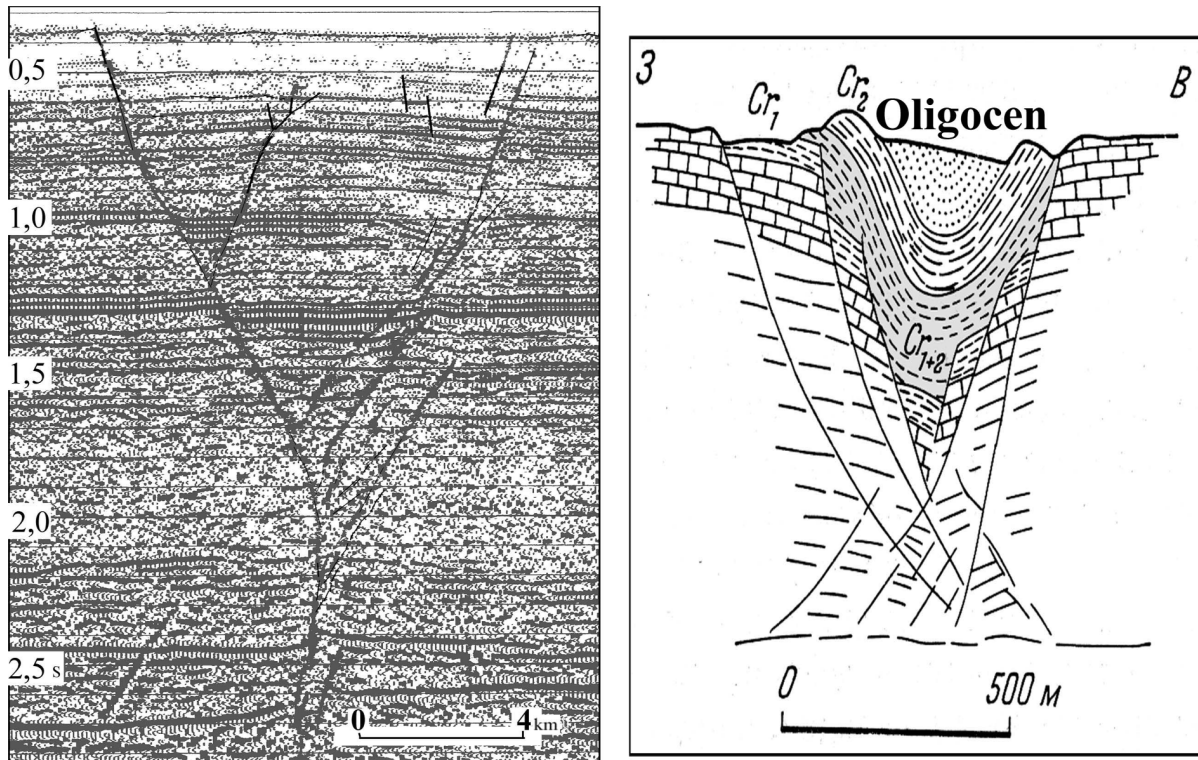 0,5
1,0
1,5
2,0
2,5 s
0 4 km
З В
Cr₁ Cr₂
Oligocen
Cr₁₊₂
0 500 м